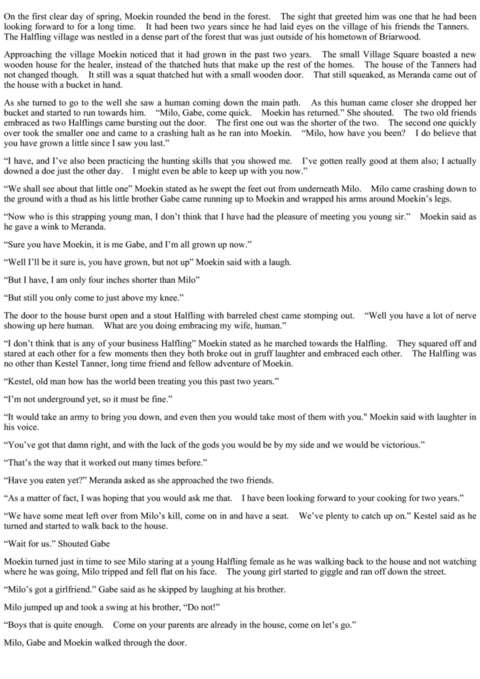 On the first clear day of spring, Moekin rounded the bend in the forest. The sight that greeted him was one that he had been
looking forward to for a long time. It had been two years since he had laid eyes on the village of his friends the Tanners.
The Halfling village was nestled in a dense part of the forest that was just outside of his hometown of Briarwood.
Approaching the village Moekin noticed that it had grown in the past two years. The small Village Square boasted a new
wooden house for the healer, instead of the thatched huts that make up the rest of the homes. The house of the Tanners had
not changed though. It still was a squat thatched hut with a small wooden door. That still squeaked, as Meranda came out of
the house with a bucket in hand.
As she turned to go to the well she saw a human coming down the main path. As this human came closer she dropped her
bucket and started to run towards him. “Milo, Gabe, come quick. Moekin has returned.” She shouted. The two old friends
embraced as two Halflings came bursting out the door. The first one out was the shorter of the two. The second one quickly
over took the smaller one and came to a crashing halt as he ran into Moekin. “Milo, how have you been? I do believe that
you have grown a little since I saw you last.”
“I have, and I’ve also been practicing the hunting skills that you showed me. I’ve gotten really good at them also; I actually
downed a doe just the other day. I might even be able to keep up with you now.”
“We shall see about that little one” Moekin stated as he swept the feet out from underneath Milo. Milo came crashing down to
the ground with a thud as his little brother Gabe came running up to Moekin and wrapped his arms around Moekin’s legs.
“Now who is this strapping young man, I don’t think that I have had the pleasure of meeting you young sir.” Moekin said as
he gave a wink to Meranda.
“Sure you have Moekin, it is me Gabe, and I’m all grown up now.”
“Well I’ll be it sure is, you have grown, but not up” Moekin said with a laugh.
“But I have, I am only four inches shorter than Milo”
“But still you only come to just above my knee.”
The door to the house burst open and a stout Halfling with barreled chest came stomping out. “Well you have a lot of nerve
showing up here human. What are you doing embracing my wife, human.”
“I don’t think that is any of your business Halfling” Moekin stated as he marched towards the Halfling. They squared off and
stared at each other for a few moments then they both broke out in gruff laughter and embraced each other. The Halfling was
no other than Kestel Tanner, long time friend and fellow adventure of Moekin.
“Kestel, old man how has the world been treating you this past two years.”
“I’m not underground yet, so it must be fine.”
“It would take an army to bring you down, and even then you would take most of them with you." Moekin said with laughter in
his voice.
“You’ve got that damn right, and with the luck of the gods you would be by my side and we would be victorious.”
“That’s the way that it worked out many times before.”
“Have you eaten yet?” Meranda asked as she approached the two friends.
“As a matter of fact, I was hoping that you would ask me that. I have been looking forward to your cooking for two years.”
“We have some meat left over from Milo’s kill, come on in and have a seat. We’ve plenty to catch up on.” Kestel said as he
turned and started to walk back to the house.
“Wait for us.” Shouted Gabe
Moekin turned just in time to see Milo staring at a young Halfling female as he was walking back to the house and not watching
where he was going, Milo tripped and fell flat on his face. The young girl started to giggle and ran off down the street.
“Milo’s got a girlfriend.” Gabe said as he skipped by laughing at his brother.
Milo jumped up and took a swing at his brother, “Do not!”
“Boys that is quite enough. Come on your parents are already in the house, come on let’s go.”
Milo, Gabe and Moekin walked through the door.